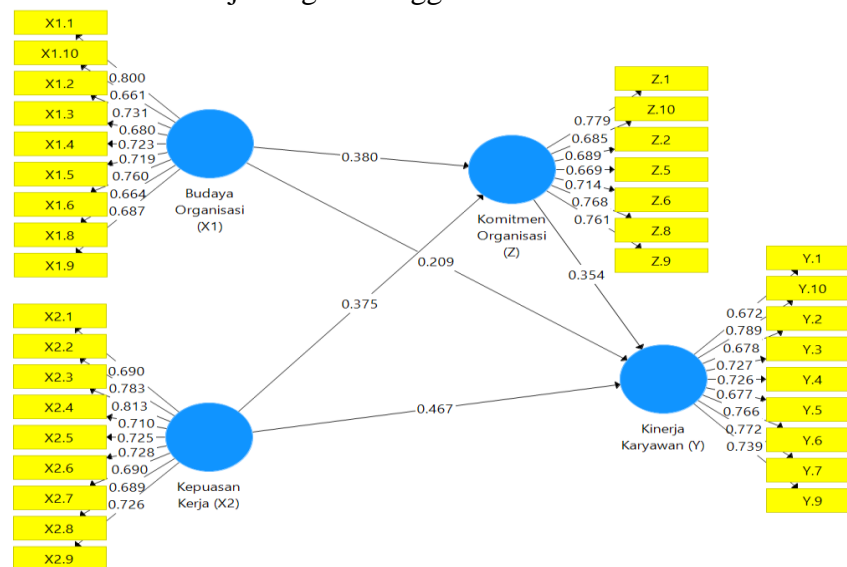 X1.1
X1.10
X1.2
X1.3
X1.4
X1.5
X1.6
X1.8
X1.9
0.800
0.661
0.731
0.680
0.723
0.719
0.760
0.664
0.687
Budaya
Organisasi
(X1)
0.380
0.209
0.375
0.467
0.354
Komitmen
Organisasi
(Z)
0.779
0.685
0.689
0.669
0.714
0.768
0.761
Z.1
Z.10
Z.2
Z.5
Z.6
Z.8
Z.9
X2.1
X2.2
X2.3
X2.4
X2.5
X2.6
X2.7
X2.8
X2.9
0.690
0.783
0.813
0.710
0.725
0.728
0.690
0.689
0.726
Kepuasan
Kerja (X2)
Kinerja
Karyawan (Y)
0.672
0.789
0.678
0.727
0.726
0.677
0.766
0.772
0.739
Y.1
Y.10
Y.2
Y.3
Y.4
Y.5
Y.6
Y.7
Y.9